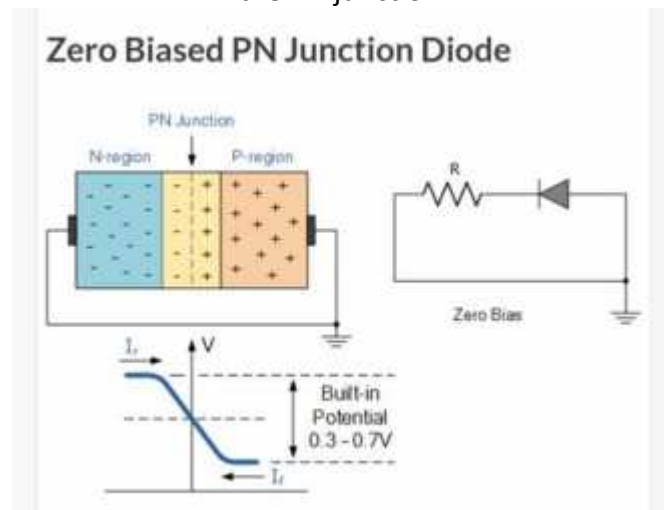 Zero Biased PN Junction Diode
PN Junction
N-region
P-region
R
Zero Bias
V
Built-in
Potential
0.3 - 0.7V